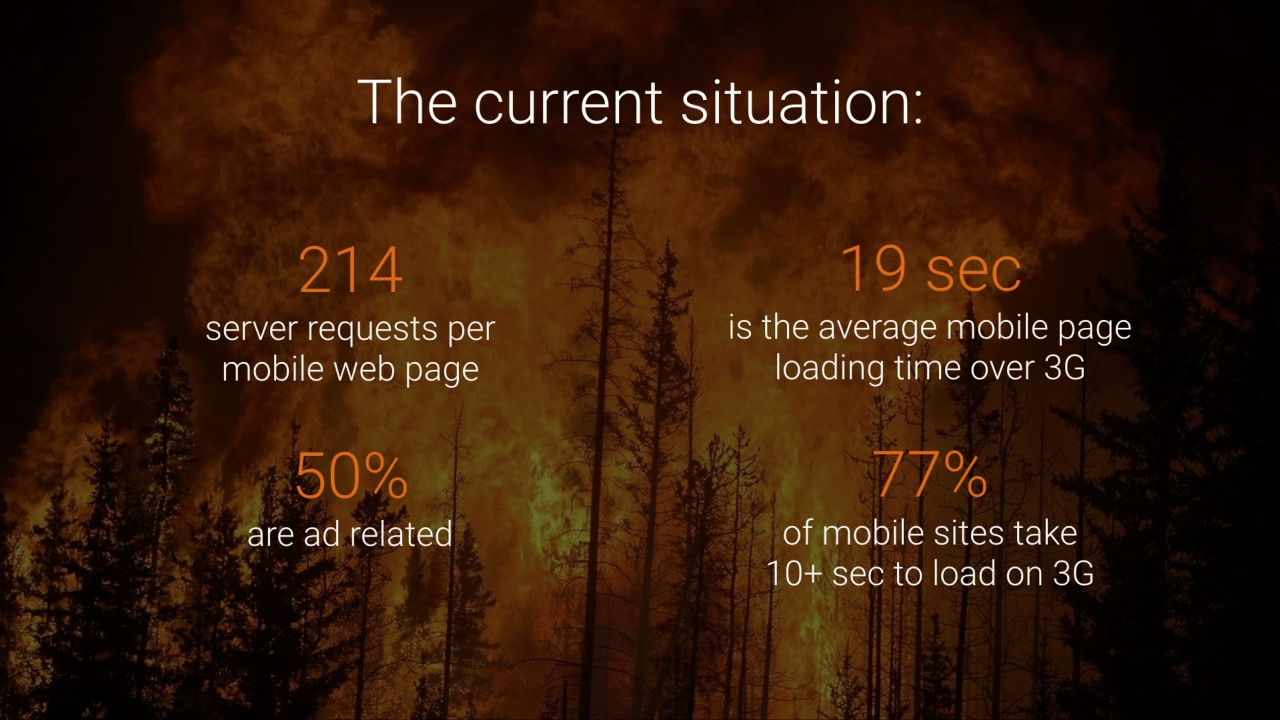 The current situation:
214
server requests per
mobile web page
19 sec
is the average mobile page
loading time over 3G
50%
are ad related
77%
of mobile sites take
10+ sec to load on 3G